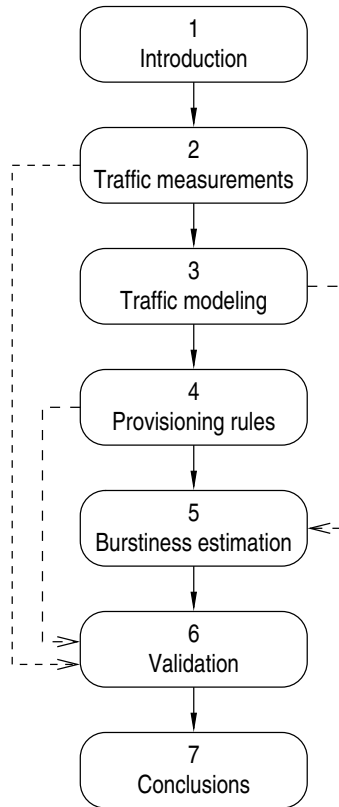 1
Introduction
2
Traffic measurements
3
Traffic modeling
4
Provisioning rules
5
Burstiness estimation
6
Validation
7
Conclusions